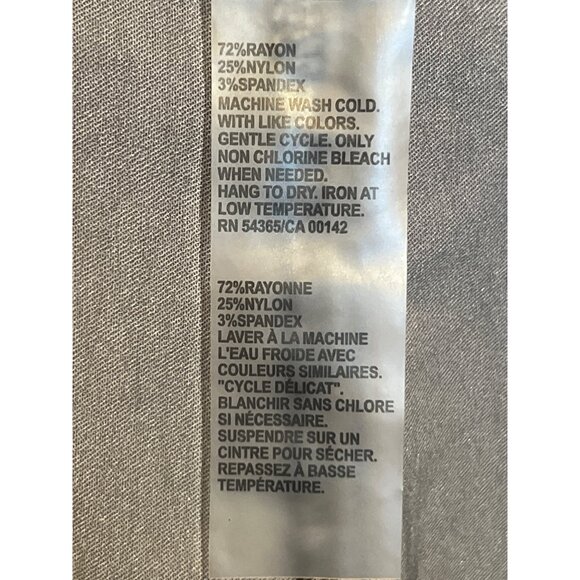 72%RAYON
25%NYLON
3%SPANDEX
MACHINE WASH COLD.
WITH LIKE COLORS.
GENTLE CYCLE. ONLY
NON CHLORINE BLEACH
WHEN NEEDED.
HANG TO DRY. IRON AT
LOW TEMPERATURE.
RN 54365/CA 00142
72%RAYONNE
25%NYLON
3%SPANDEX
LAVER À LA MACHINE
L'EAU FROIDE AVEC
COULEURS SIMILAIRES.
"CYCLE DÉLICAT".
BLANCHIR SANS CHLORE
SI NÉCESSAIRE.
SUSPENDRE SUR UN
CINTRE POUR SÉCHER.
REPASSEZ À BASSE
TEMPÉRATURE.